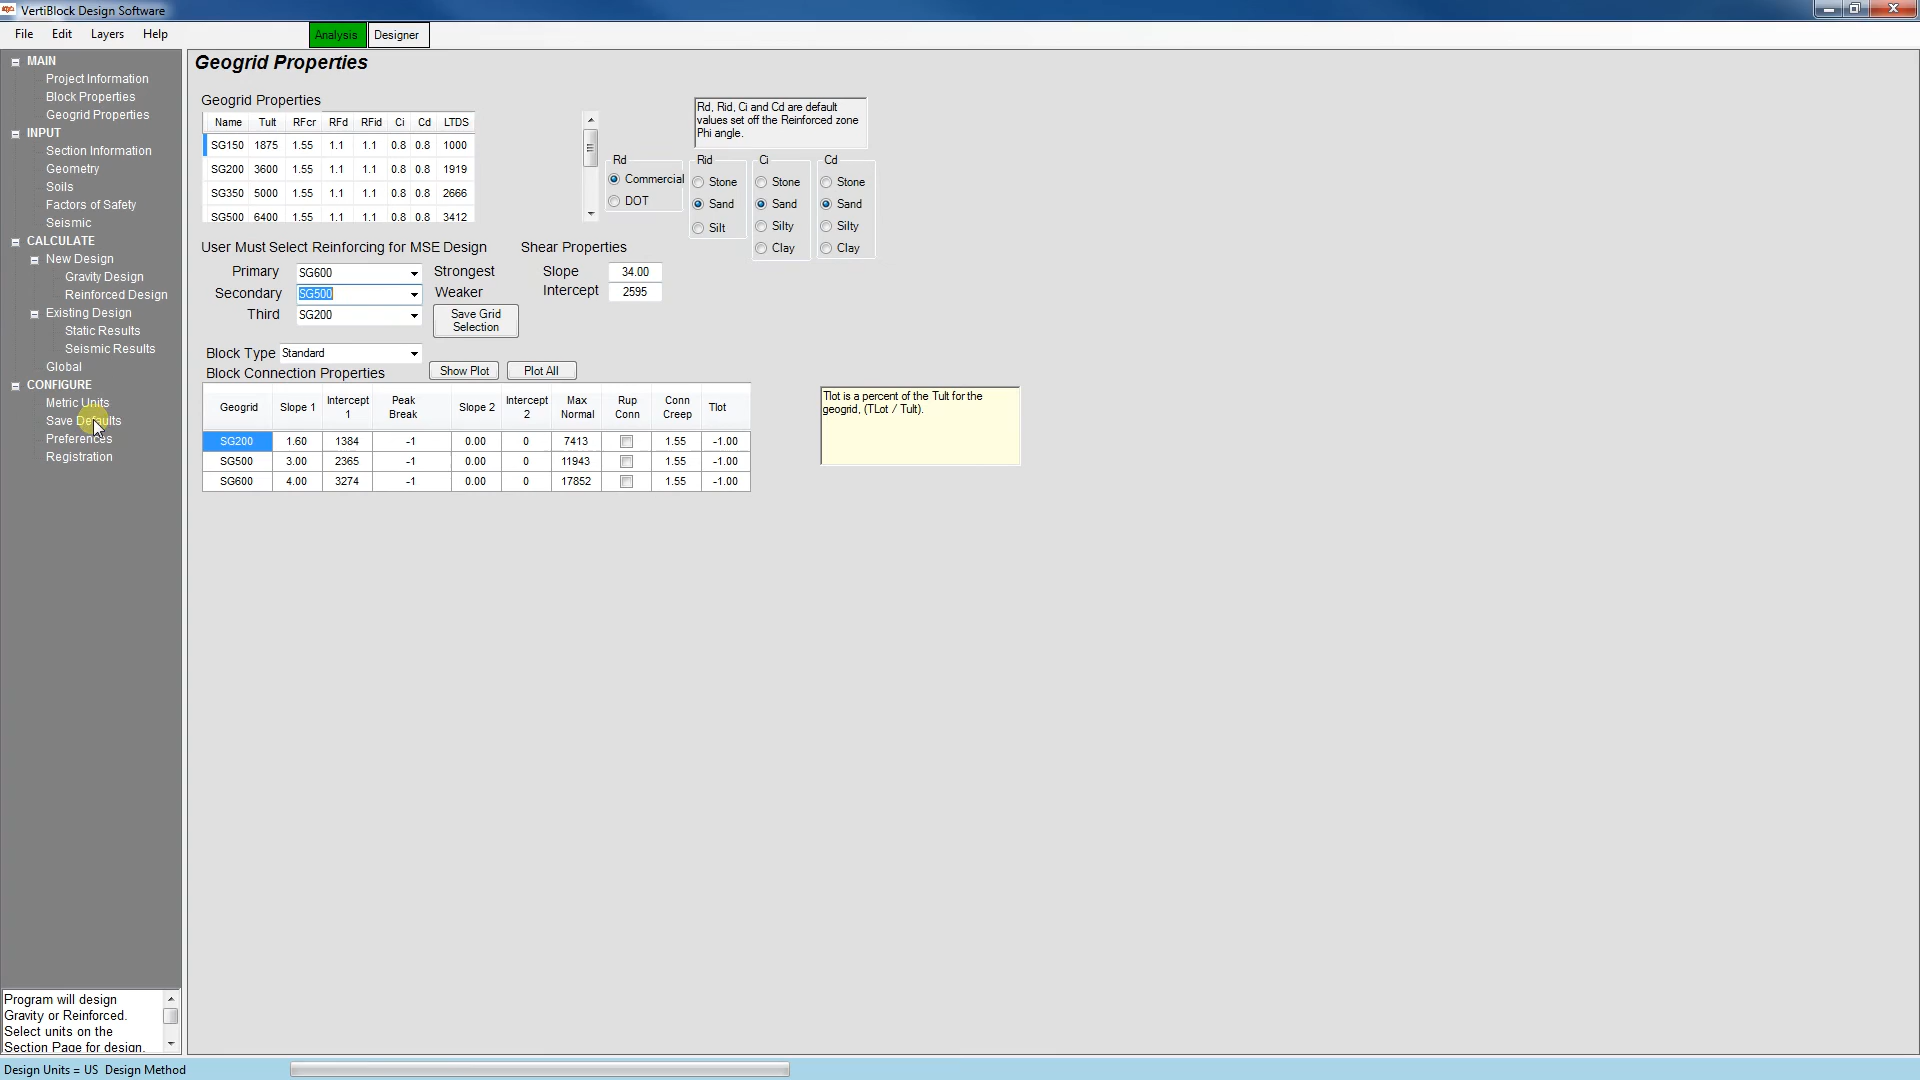 VertiBlock Design Software
File Edit Layers Help Analysis Designer
MAIN
Project Information
Block Properties
Geogrid Properties
INPUT
Section Information
Geometry
Soils
Factors of Safety
Seismic
CALCULATE
New Design
Gravity Design
Reinforced Design
Existing Design
Static Results
Seismic Results
Global
CONFIGURE
Metric Units
Save Defaults
Preferences
Registration
Program will design
Gravity or Reinforced.
Select units on the
Section Page for design.
Geogrid Properties
Geogrid Properties
Name Tult RFcr RFd RFid Ci Cd LTDS
SG150 1875 1.55 1.1 1.1 0.8 0.8 1000
SG200 3600 1.55 1.1 1.1 0.8 0.8 1919
SG350 5000 1.55 1.1 1.1 0.8 0.8 2666
SG500 6400 1.55 1.1 1.1 0.8 0.8 3412
Rd, Rid, Ci and Cd are default
values set off the Reinforced zone
Phi angle.
Rd
Commercial
DOT
Rid
Stone
Sand
Silt
Ci
Stone
Sand
Silty
Clay
Cd
Stone
Sand
Silty
Clay
User Must Select Reinforcing for MSE Design
Primary SG600 Strongest
Secondary SG500 Weaker
Third SG200
Save Grid
Selection
Shear Properties
Slope 34.00
Intercept 2595
Block Type Standard
Block Connection Properties Show Plot Plot All
Geogrid Slope 1 Intercept 1 Peak Break Slope 2 Intercept 2 Max Normal Rup Conn Conn Creep Tlot
SG200 1.60 1384 -1 0.00 0 7413 1.55 -1.00
SG500 3.00 2365 -1 0.00 0 11943 1.55 -1.00
SG600 4.00 3274 -1 0.00 0 17852 1.55 -1.00
Tlot is a percent of the Tult for the
geogrid, (TLot / Tult).
Design Units = US Design Method